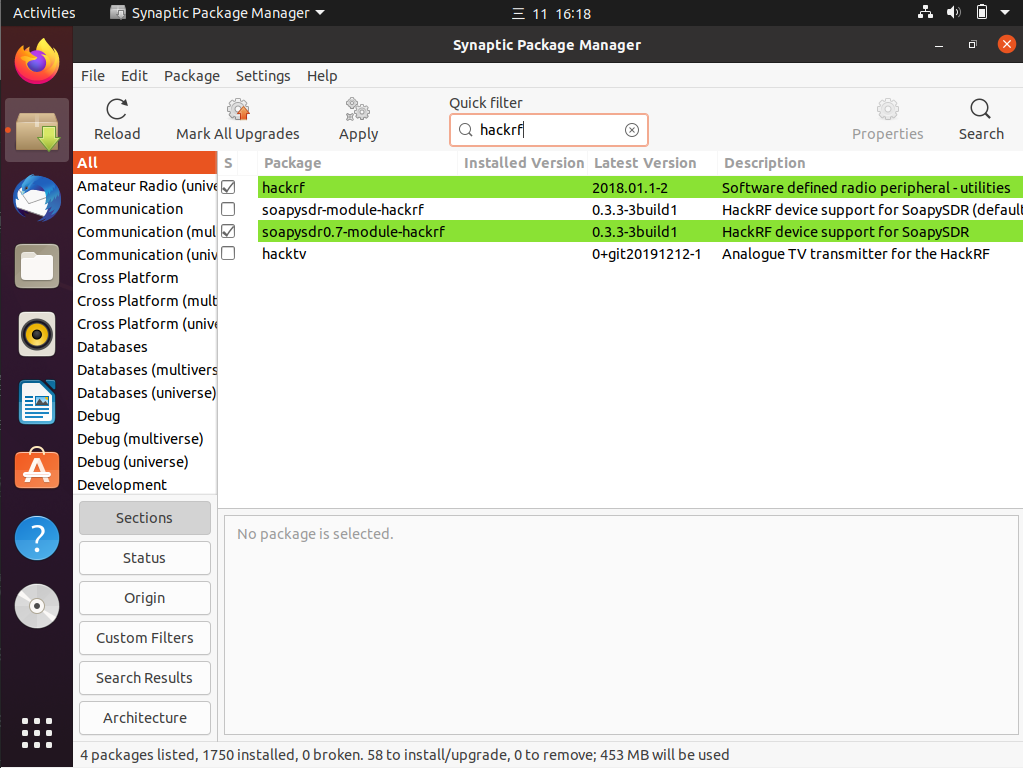 Activities Synaptic Package Manager 三 11 16:18
Synaptic Package Manager
File Edit Package Settings Help
Quick filter
Reload Mark All Upgrades Apply hackrf Properties Search
All S Package Installed Version Latest Version Description
Amateur Radio (unive hackrf 2018.01.1-2 Software defined radio peripheral - utilities
Communication soapysdr-module-hackrf 0.3.3-3build1 HackRF device support for SoapySDR (default
Communication (mul soapysdr0.7-module-hackrf 0.3.3-3build1 HackRF device support for SoapySDR
Communication (univ hacktv 0+git20191212-1 Analogue TV transmitter for the HackRF
Cross Platform
Cross Platform (mult
Cross Platform (unive
Databases
Databases (multivers
Databases (universe)
Debug
Debug (multiverse)
Debug (universe)
Development
Sections
No package is selected.
Status
Origin
Custom Filters
Search Results
Architecture
4 packages listed, 1750 installed, 0 broken. 58 to install/upgrade, 0 to remove; 453 MB will be used